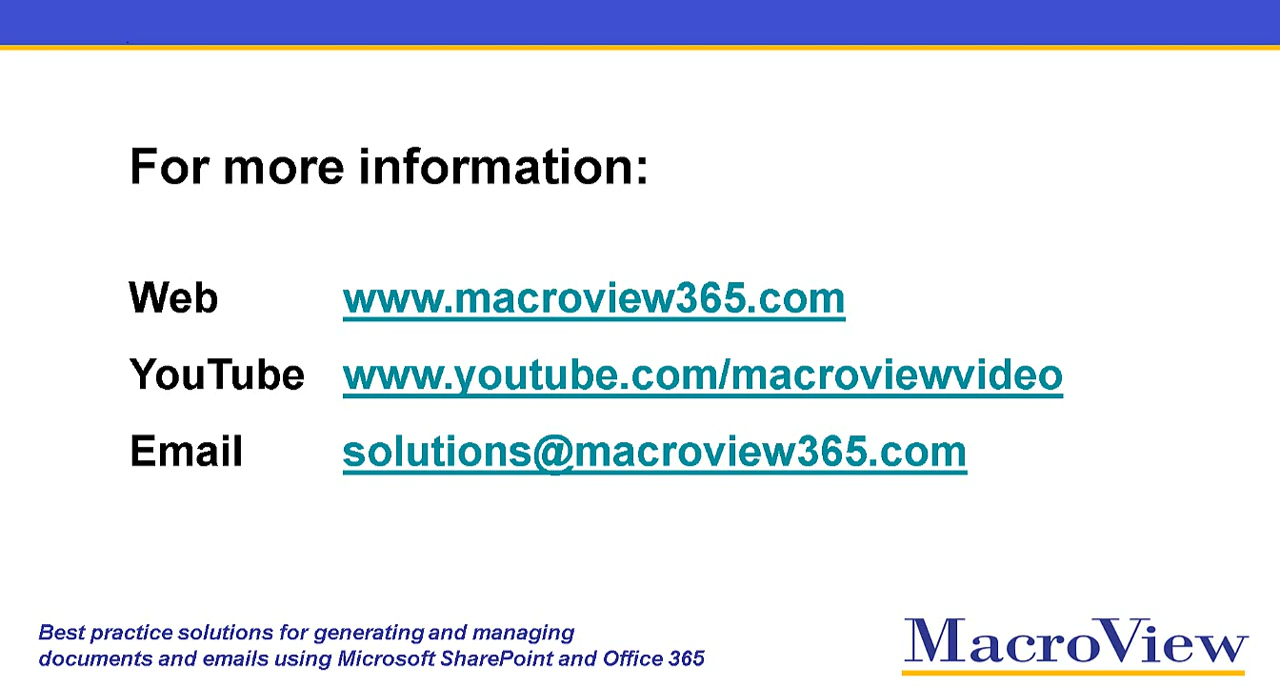 For more information:
Web www.macroview365.com
YouTube www.youtube.com/macroviewvideo
Email solutions@macroview365.com
Best practice solutions for generating and managing
documents and emails using Microsoft SharePoint and Office 365
MacroView